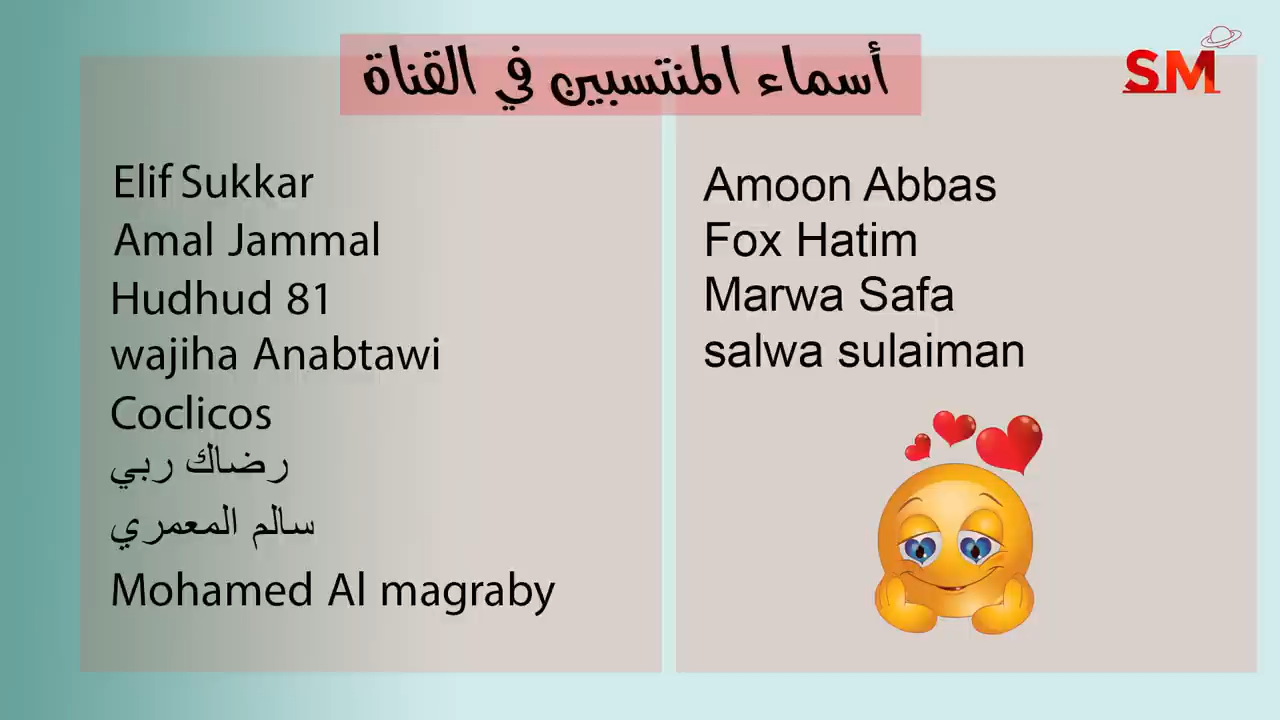 أسماء المنتسبين في القناة
SM
Elif Sukkar
Amal Jammal
Hudhud 81
wajiha Anabtawi
Coclicos
رضاك ربي
سالم المعمري
Mohamed Al magraby
Amoon Abbas
Fox Hatim
Marwa Safa
salwa sulaiman